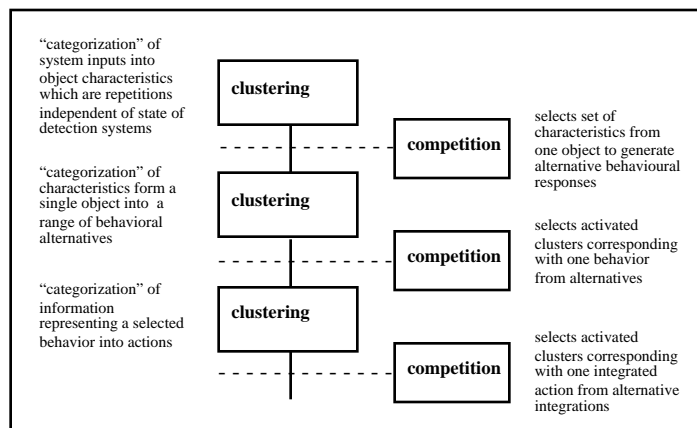 “categorization” of
system inputs into
object characteristics
which are repetitions
independent of state of
detection systems
clustering
competition
selects set of
characteristics from
one object to generate
alternative behavioural
responses
“categorization” of
characteristics form a
single object into a
range of behavioral
alternatives
clustering
competition
selects activated
clusters corresponding
with one behavior
from alternatives
“categorization” of
information
representing a selected
behavior into actions
clustering
competition
selects activated
clusters corresponding
with one integrated
action from alternative
integrations